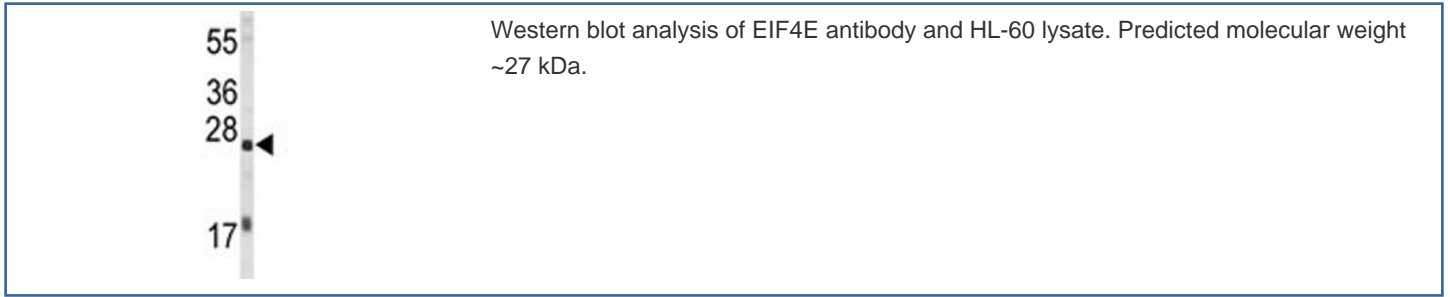 55
36
28
17
Western blot analysis of EIF4E antibody and HL-60 lysate. Predicted molecular weight
~27 kDa.